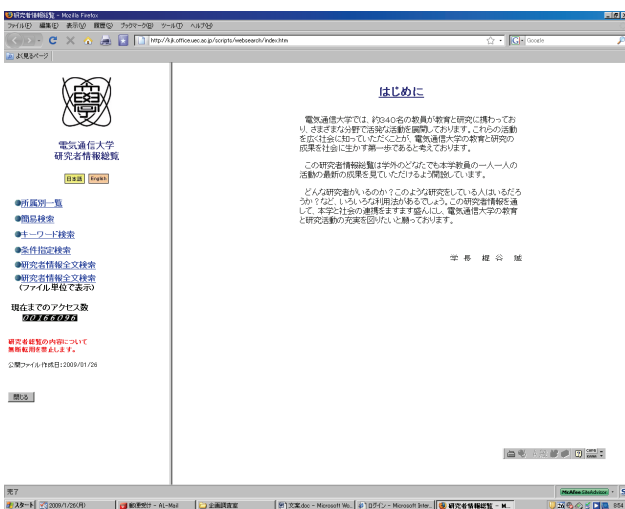 研究者情報総覧 - Mozilla Firefox
ファイル(F) 編集(E) 表示(V) 履歴(S) ブックマーク(B) ツール(T) ヘルプ(H)
http://kjk.office.uec.ac.jp/scripts/websearch/index.htm
Google
よく見るページ
電気通信大学
研究者情報総覧
日本語 English
所属別一覧
簡易検索
キーワード検索
条件指定検索
研究者情報全文検索
研究者情報全文検索
(ファイル単位で表示)
現在までのアクセス数
00166096
研究者総覧の内容について
無断転用を禁止します。
公開ファイル作成日:2009/01/26
閉じる
はじめに
電気通信大学では、約340名の教員が教育と研究に携わってお
り、さまざまな分野で活発な活動を展開しております。これらの活動
を広く社会に知っていただくことが、電気通信大学の教育と研究の
成果を社会に生かす第一歩であると考えております。
この研究者情報総覧は学外のどなたでも本学教員の一人一人の
活動の最新の成果を見ていただけるよう開設しています。
どんな研究者がいるのか？このような研究をしている人はいるだろ
うか？など、いろいろな利用法があるでしょう。この研究者情報を通
して、本学と社会の連携をますます盛んにし、電気通信大学の教育
と研究活動の充実を図りたいと願っております。
学 長 梶 谷 誠
完了
McAfee SiteAdvisor
スタート 2009/1/26(月) 郵便受け - AL-Mail 企画調査室 文案.doc - Microsoft Wo... ログイン - Microsoft Inter... 研究者情報総覧 - M... 8:54